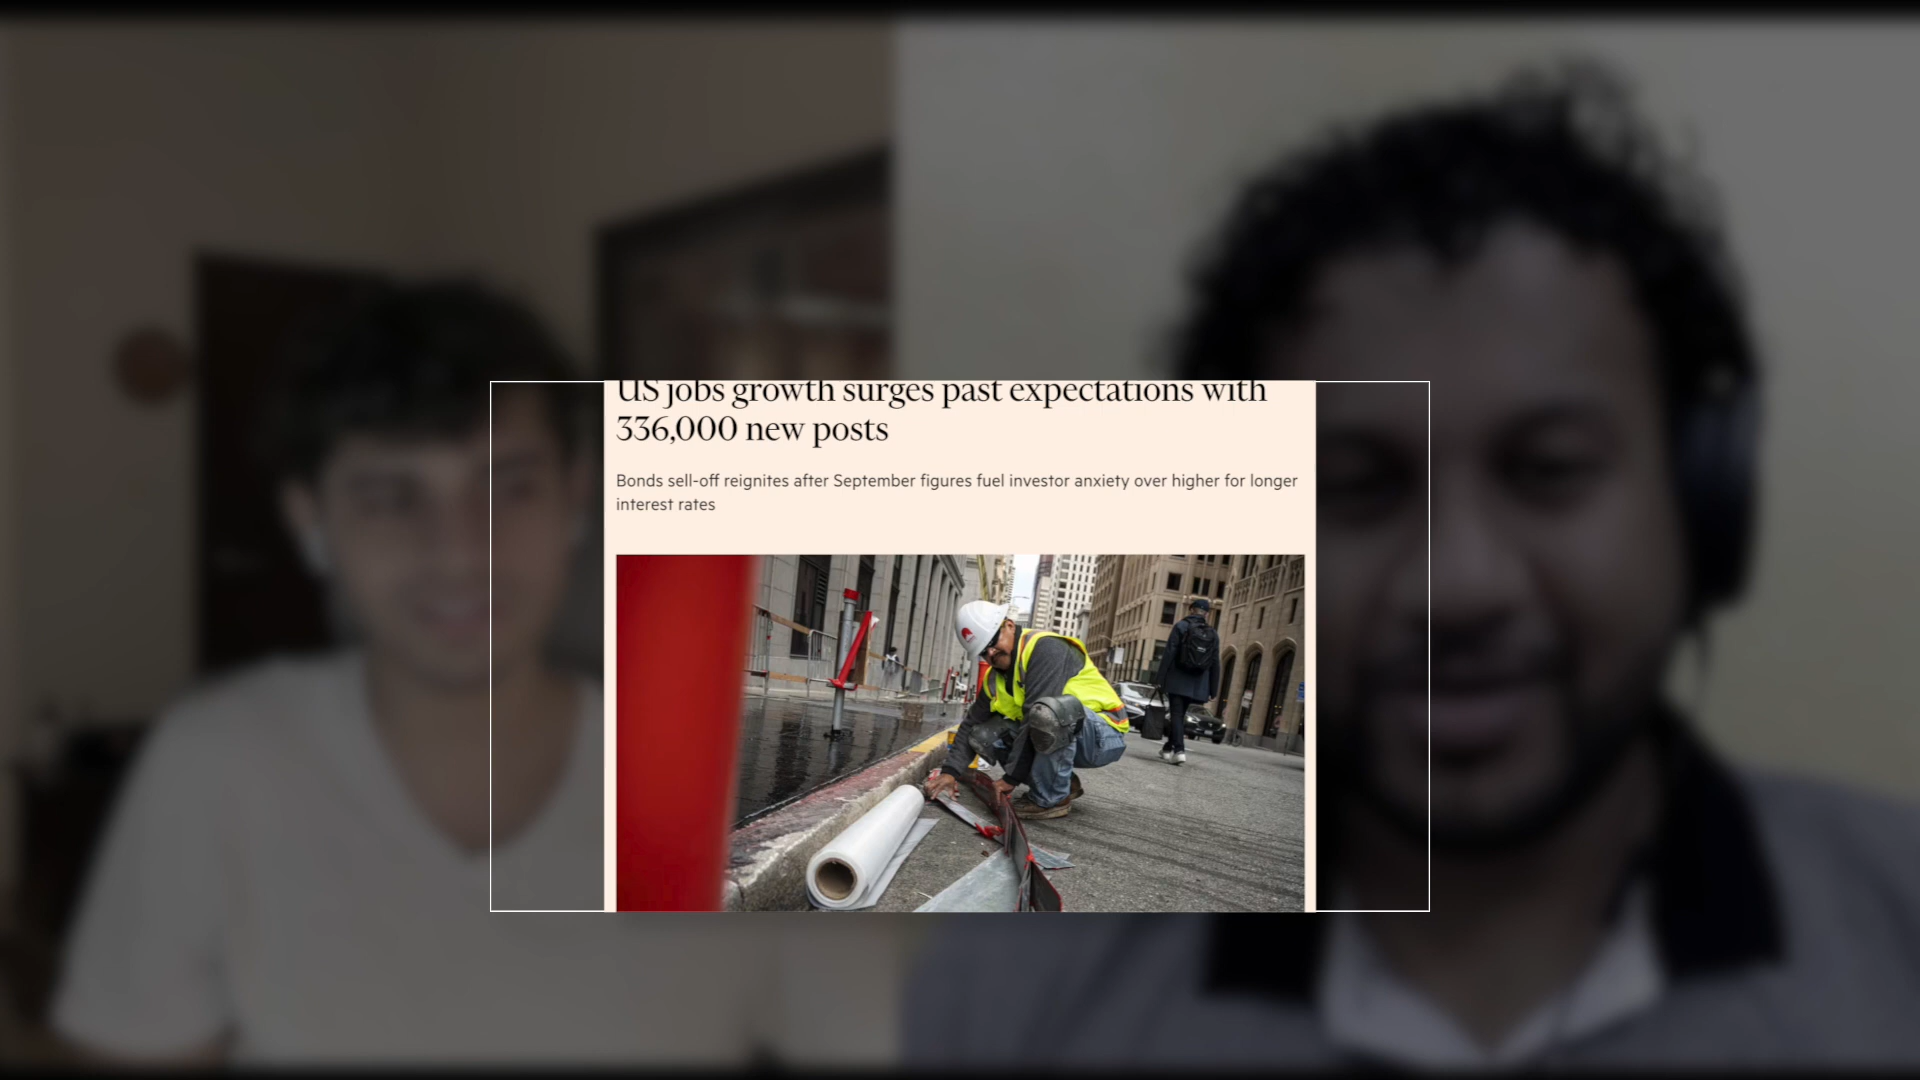 US jobs growth surges past expectations with
336,000 new posts
Bonds sell-off reignites after September figures fuel investor anxiety over higher for longer
interest rates